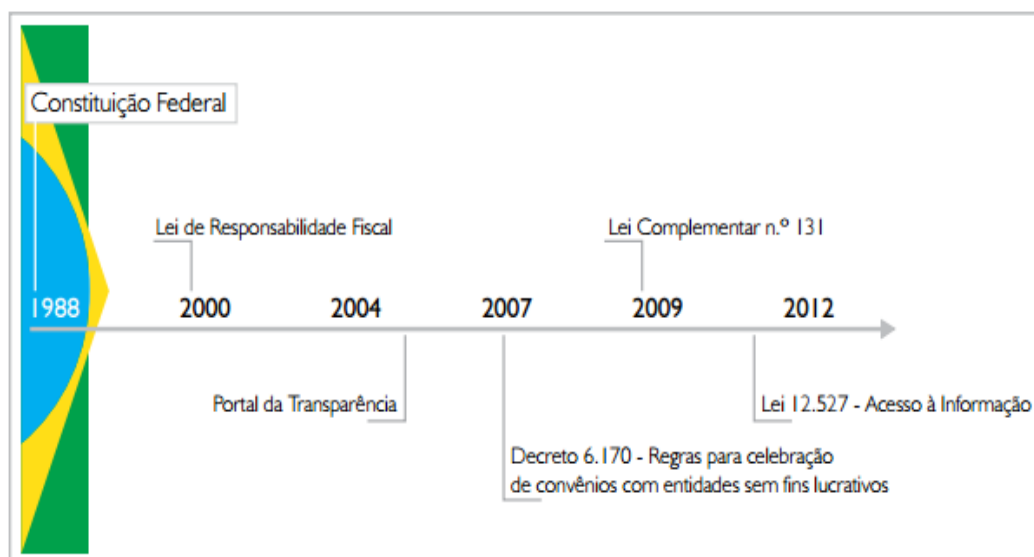 Constituição Federal
Lei de Responsabilidade Fiscal
Lei Complementar n.º 131
1988
2000
2004
2007
2009
2012
Portal da Transparência
Lei 12.527 - Acesso à Informação
Decreto 6.170 - Regras para celebração
de convênios com entidades sem fins lucrativos